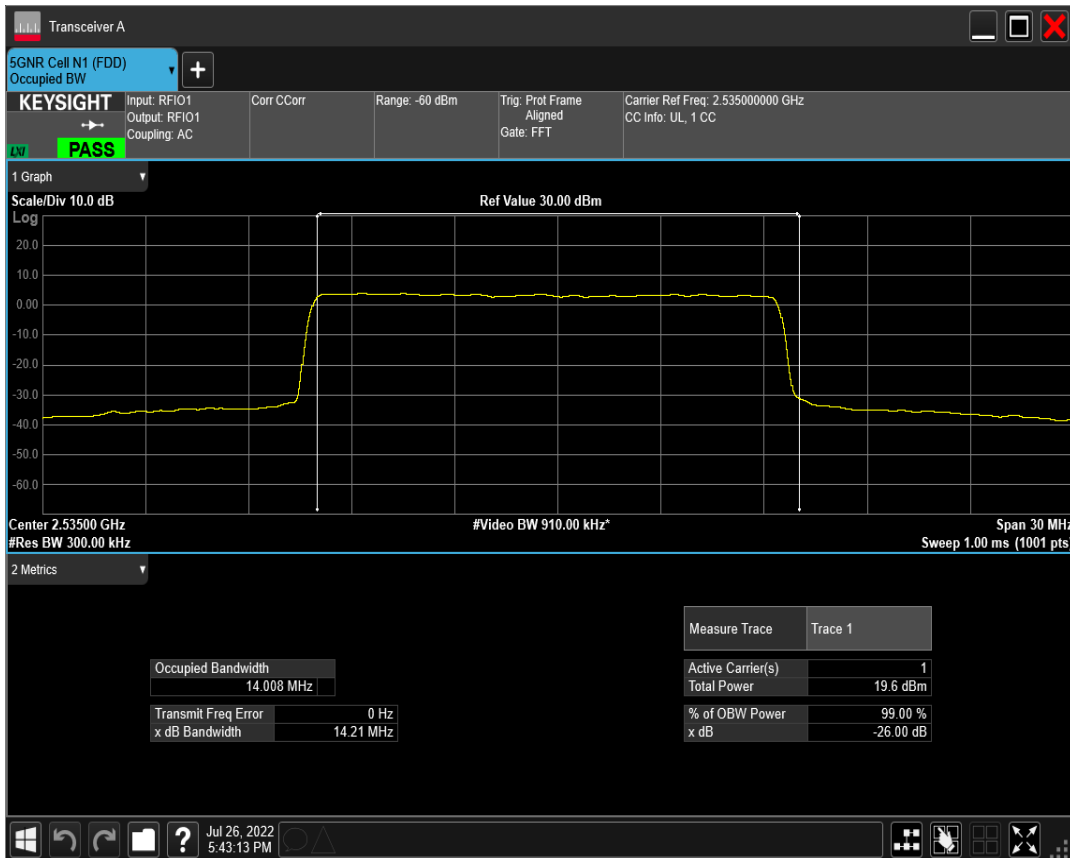 Transceiver A
5GNR Cell N1 (FDD)
Occupied BW
+
KEYSIGHT
LXI
PASS
Input: RFIO1
Output: RFIO1
Coupling: AC
Corr CCorr
Range: -60 dBm
Trig: Prot Frame
Aligned
Gate: FFT
Carrier Ref Freq: 2.535000000 GHz
CC Info: UL, 1 CC
1 Graph
Scale/Div 10.0 dB
Ref Value 30.00 dBm
Log
20.0
10.0
0.00
-10.0
-20.0
-30.0
-40.0
-50.0
-60.0
Center 2.53500 GHz
#Video BW 910.00 kHz*
Span 30 MHz
#Res BW 300.00 kHz
Sweep 1.00 ms (1001 pts)
2 Metrics
Measure Trace Trace 1
Occupied Bandwidth
14.008 MHz
Transmit Freq Error 0 Hz
x dB Bandwidth 14.21 MHz
Active Carrier(s) 1
Total Power 19.6 dBm
% of OBW Power 99.00 %
x dB -26.00 dB
?
Jul 26, 2022
5:43:13 PM